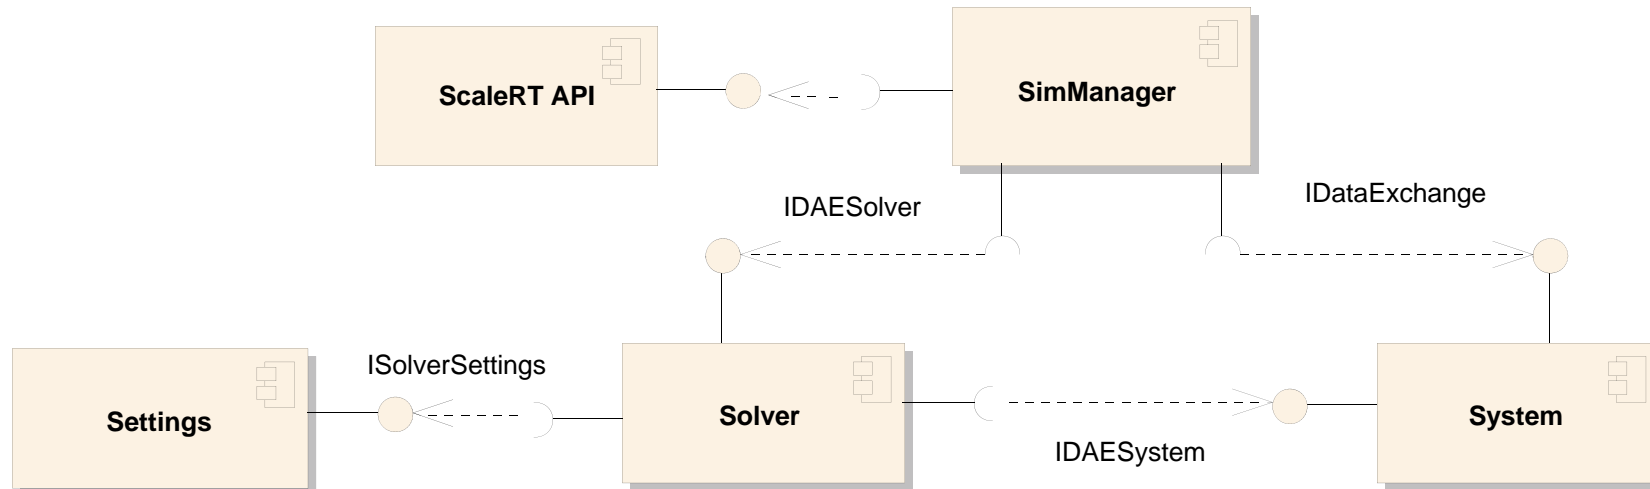 ScaleRT API
SimManager
IDAESolver
IDataExchange
ISolverSettings
Settings
Solver
System
IDAESystem